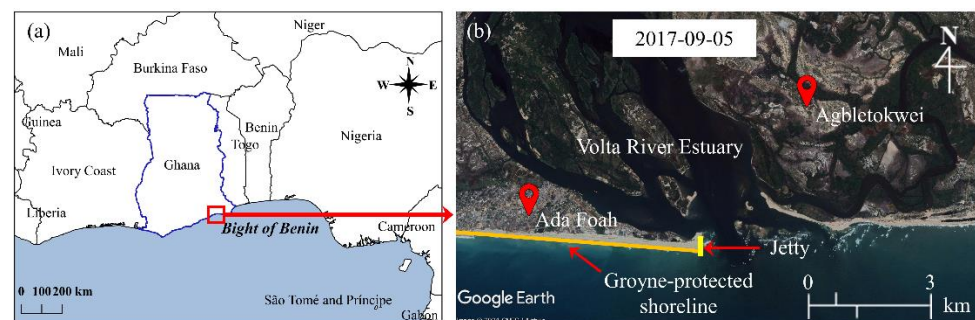 (a)
Niger
Mali
Burkina Faso
N
W E
S
Guinea
Benin
Togo
Nigeria
Ghana
Ivory Coast
Liberia
Bight of Benin
Cameroon
0 100 200 km
São Tomé and Príncipe
Gabon
(b)
2017-09-05
N
Agbletokwei
Volta River Estuary
Ada Foah
Jetty
Groyne-protected
shoreline
0 3
km
Google Earth